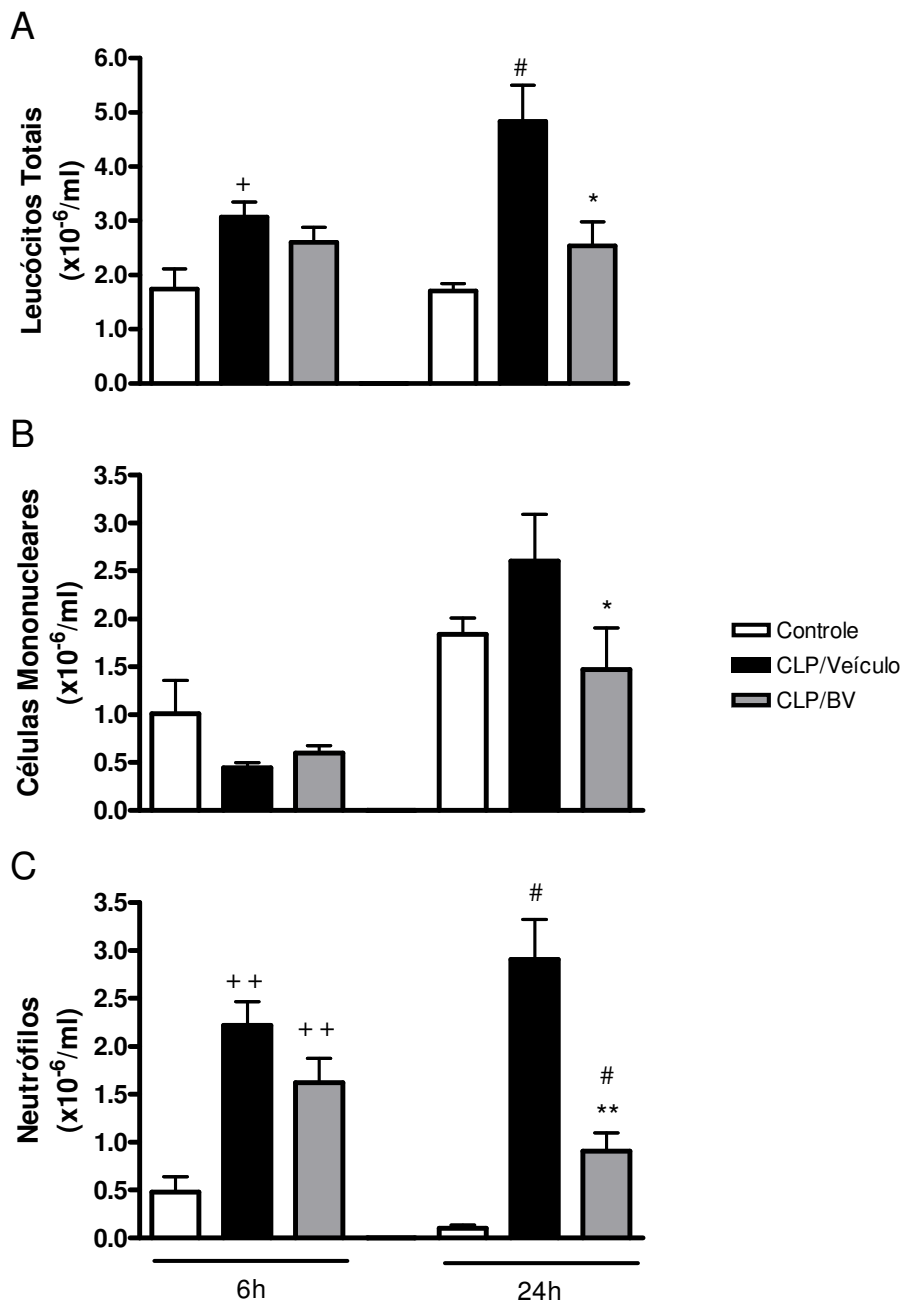 A
Leucócitos Totais
(x10-6/ml)
6.0
5.0
4.0
3.0
2.0
1.0
0.0
+
#
*
B
Células Mononucleares
(x10-6/ml)
3.5
3.0
2.5
2.0
1.5
1.0
0.5
0.0
*
Controle
CLP/Veículo
CLP/BV
C
Neutrófilos
(x10-6/ml)
3.5
3.0
2.5
2.0
1.5
1.0
0.5
0.0
++
++
#
#
**
6h
24h